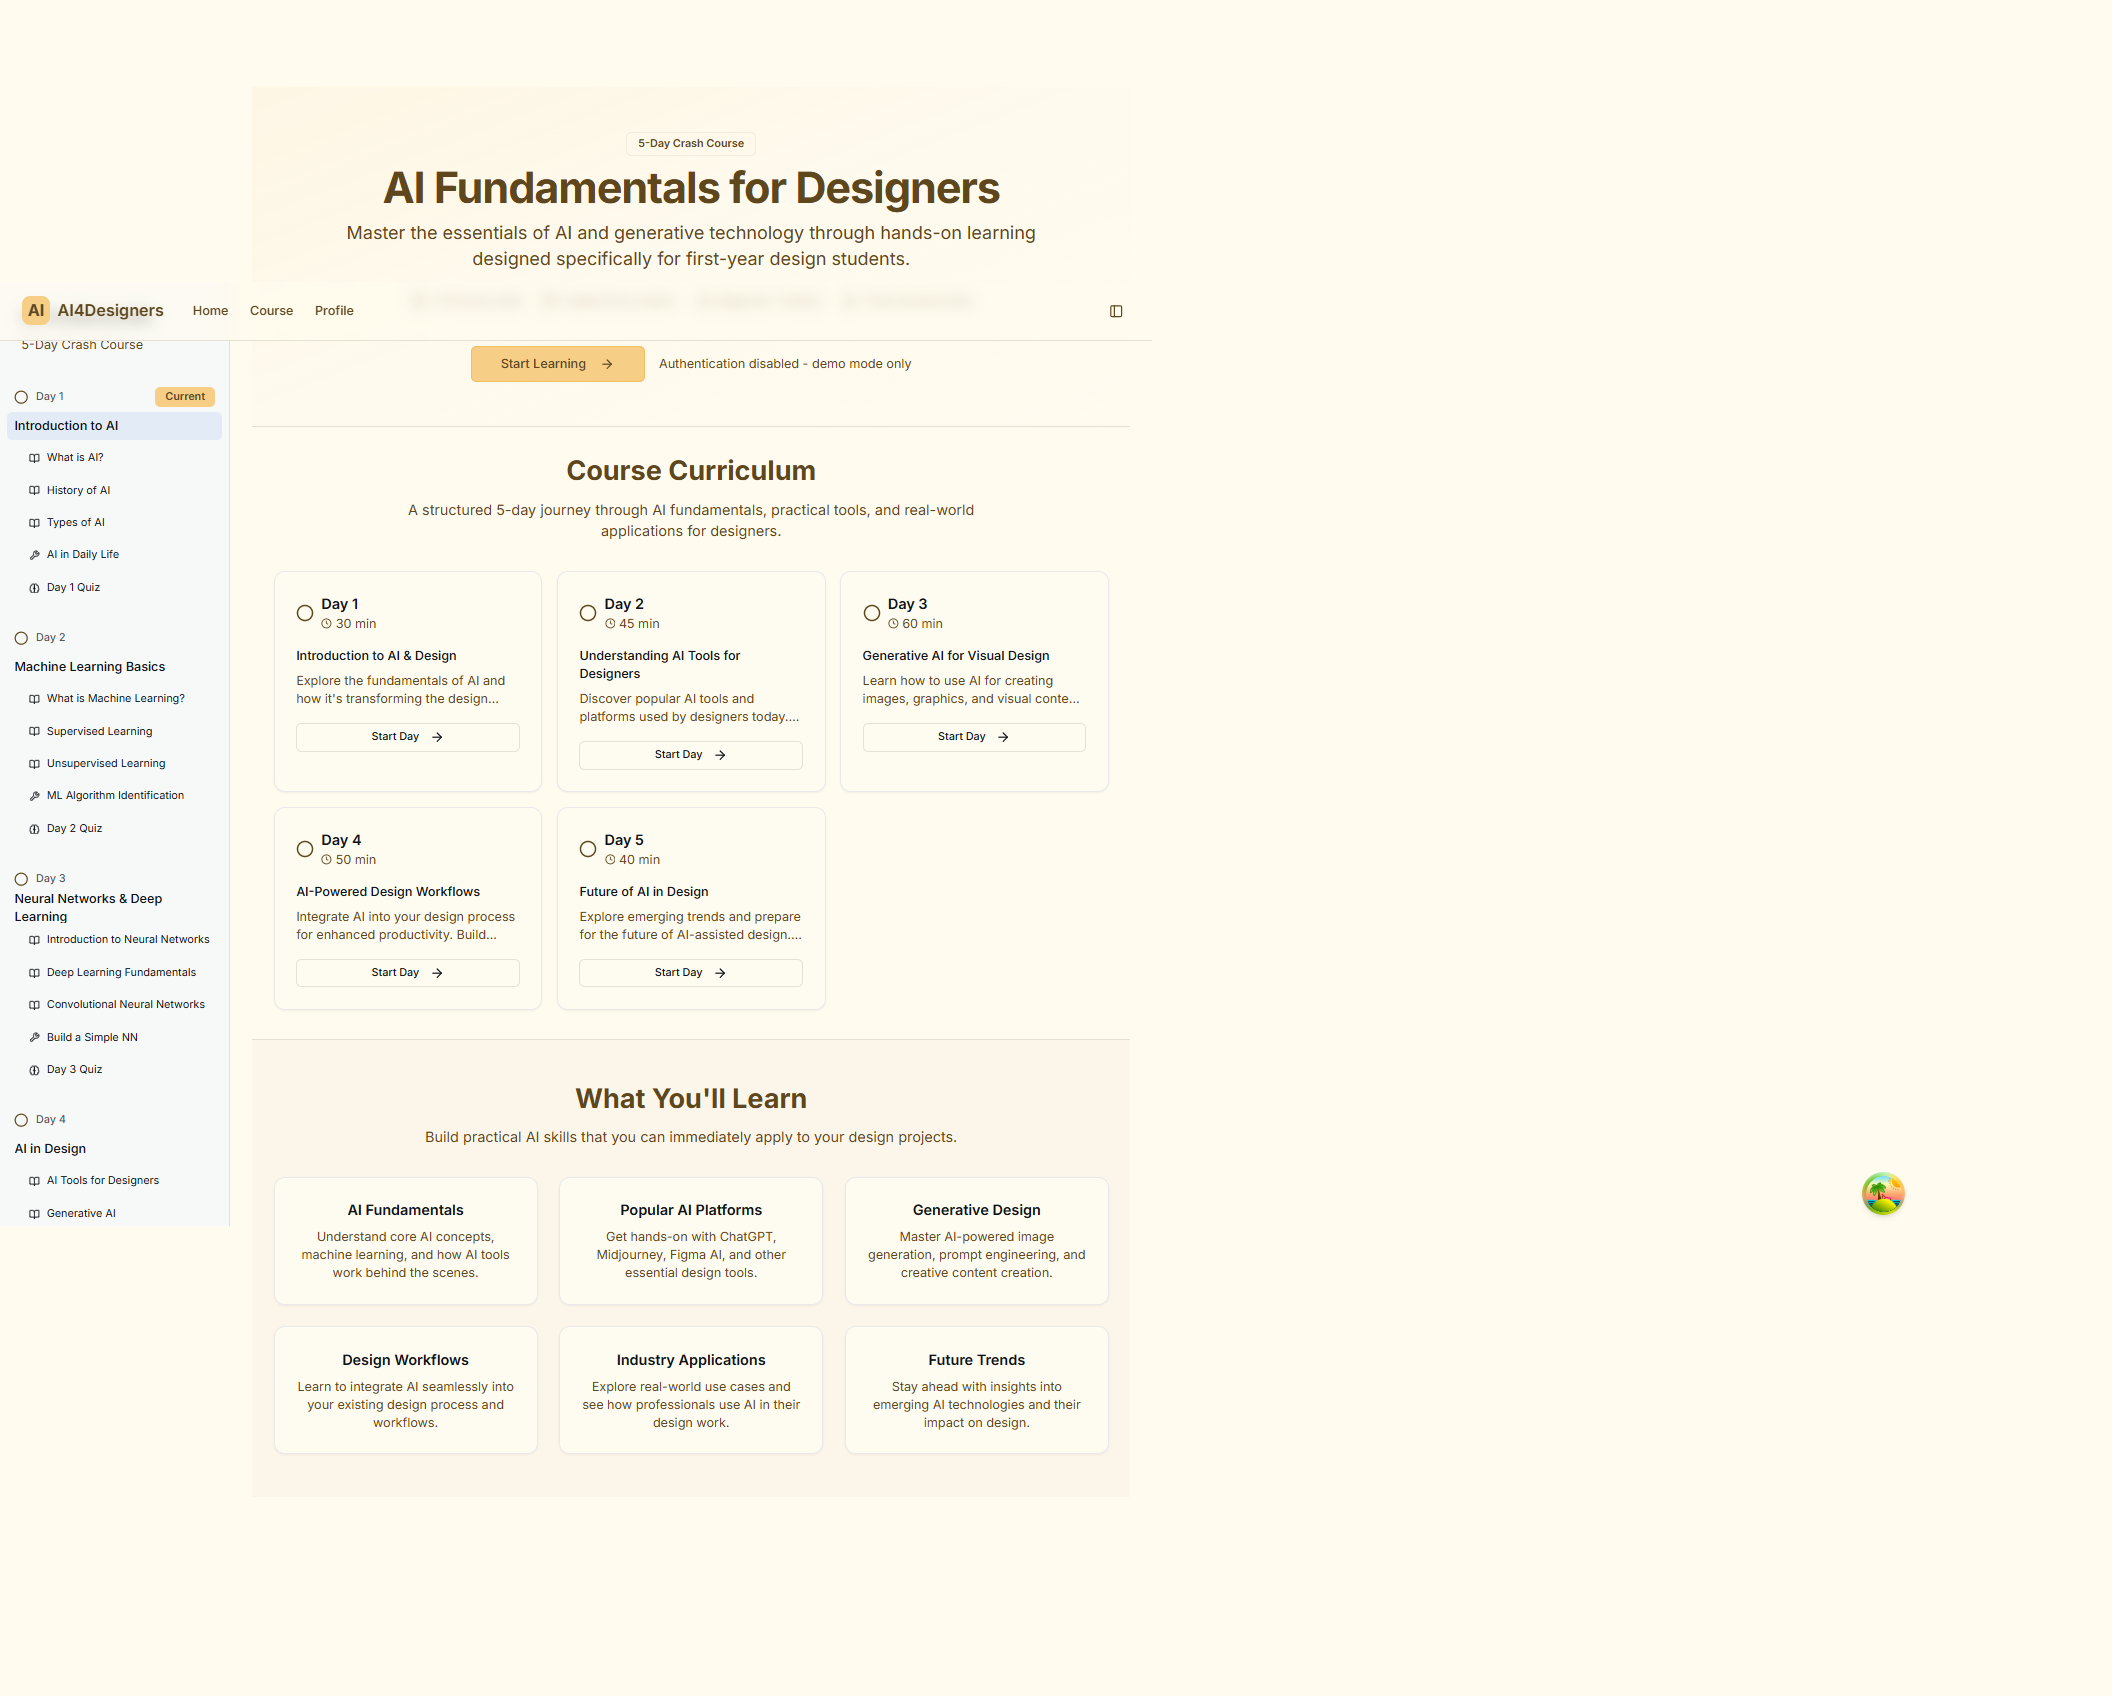 5-Day Crash Course
AI Fundamentals for Designers
Master the essentials of AI and generative technology through hands-on learning
designed specifically for first-year design students.
AI AI4Designers Home Course Profile
5-Day Crash Course
Day 1 Current
Introduction to AI
What is AI?
History of AI
Types of AI
AI in Daily Life
Day 1 Quiz
Day 2
Machine Learning Basics
What is Machine Learning?
Supervised Learning
Unsupervised Learning
ML Algorithm Identification
Day 2 Quiz
Day 3
Neural Networks & Deep
Learning
Introduction to Neural Networks
Deep Learning Fundamentals
Convolutional Neural Networks
Build a Simple NN
Day 3 Quiz
Day 4
AI in Design
AI Tools for Designers
Generative AI
Start Learning Authentication disabled - demo mode only
Course Curriculum
A structured 5-day journey through AI fundamentals, practical tools, and real-world
applications for designers.
Day 1
30 min
Introduction to AI & Design
Explore the fundamentals of AI and
how it's transforming the design...
Start Day
Day 2
45 min
Understanding AI Tools for
Designers
Discover popular AI tools and
platforms used by designers today....
Start Day
Day 3
60 min
Generative AI for Visual Design
Learn how to use AI for creating
images, graphics, and visual conte...
Start Day
Day 4
50 min
AI-Powered Design Workflows
Integrate AI into your design process
for enhanced productivity. Build...
Start Day
Day 5
40 min
Future of AI in Design
Explore emerging trends and prepare
for the future of AI-assisted design....
Start Day
What You'll Learn
Build practical AI skills that you can immediately apply to your design projects.
AI Fundamentals
Understand core AI concepts,
machine learning, and how AI tools
work behind the scenes.
Popular AI Platforms
Get hands-on with ChatGPT,
Midjourney, Figma AI, and other
essential design tools.
Generative Design
Master AI-powered image
generation, prompt engineering, and
creative content creation.
Design Workflows
Learn to integrate AI seamlessly into
your existing design process and
workflows.
Industry Applications
Explore real-world use cases and
see how professionals use AI in their
design work.
Future Trends
Stay ahead with insights into
emerging AI technologies and their
impact on design.